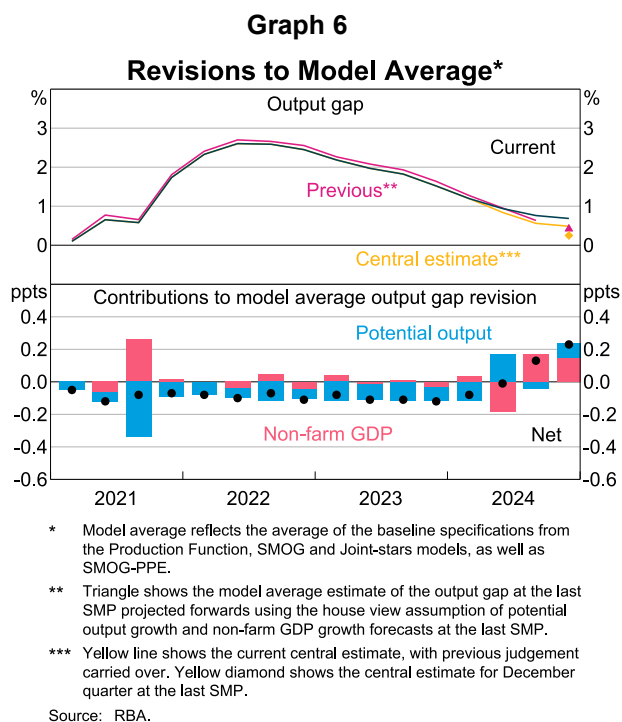 Graph 6
Revisions to Model Average*
% Output gap %
3 3
Current
2 2
Previous**
1 1
0 0
Central estimate***
ppts Contributions to model average output gap revision ppts
0.4 0.4
Potential output
0.2 0.2
0.0 0.0
-0.2 -0.2
Non-farm GDP Net
-0.4 -0.4
-0.6 -0.6
2021 2022 2023 2024
* Model average reflects the average of the baseline specifications from
the Production Function, SMOG and Joint-stars models, as well as
SMOG-PPE.
** Triangle shows the model average estimate of the output gap at the last
SMP projected forwards using the house view assumption of potential
output growth and non-farm GDP growth forecasts at the last SMP.
*** Yellow line shows the current central estimate, with previous judgement
carried over. Yellow diamond shows the central estimate for December
quarter at the last SMP.
Source: RBA.